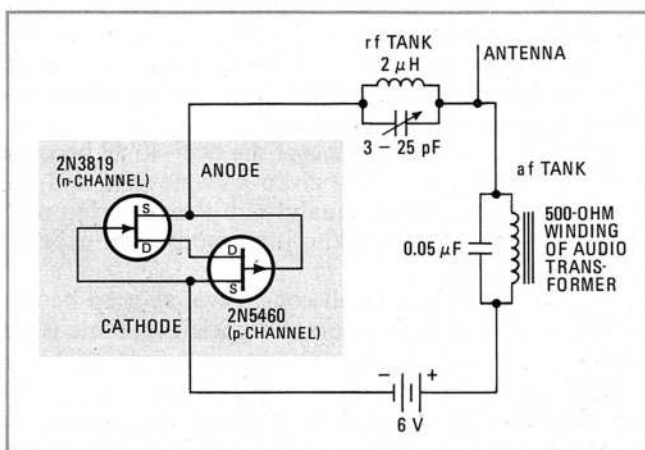 rf TANK
2 μH
ANTENNA
3 – 25 pF
2N3819
(n-CHANNEL)
ANODE
S
D
D
S
CATHODE
2N5460
(p-CHANNEL)
af TANK
0.05 μF
500-OHM
WINDING
OF AUDIO
TRANS-
FORMER
– +
6 V